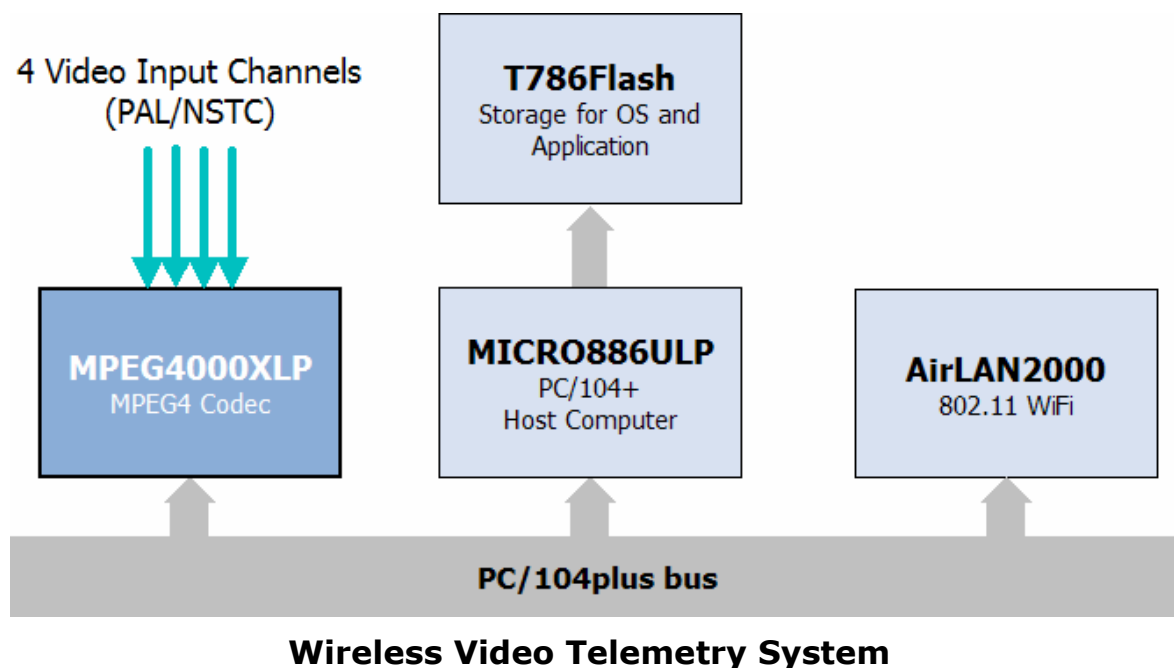 4 Video Input Channels
(PAL/NSTC)
T786Flash
Storage for OS and
Application
MPEG4000XLP
MPEG4 Codec
MICRO886ULP
PC/104+
Host Computer
AirLAN2000
802.11 WiFi
PC/104plus bus
Wireless Video Telemetry System